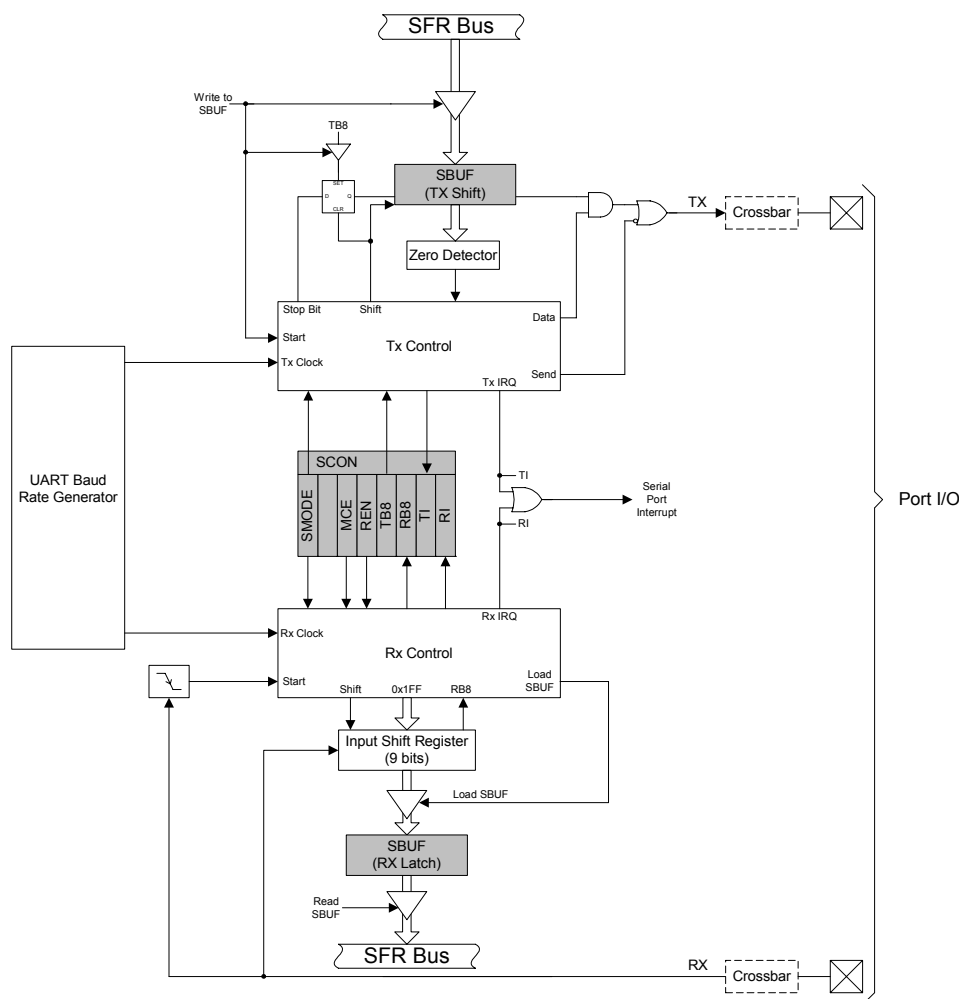 SFR Bus
Write to
SBUF
TB8
SET
D Q
CLR
SBUF
(TX Shift)
TX
Crossbar
Zero Detector
Stop Bit
Shift
Data
Start
Tx Control
Tx Clock
Send
Tx IRQ
UART Baud
Rate Generator
SCON
SMODE
MCE
REN
TB8
RB8
TI
RI
TI
RI
Serial
Port
Interrupt
Port I/O
Rx IRQ
Rx Clock
Rx Control
Start
Load
SBUF
Shift
0x1FF
RB8
Input Shift Register
(9 bits)
Load SBUF
SBUF
(RX Latch)
Read
SBUF
SFR Bus
RX
Crossbar